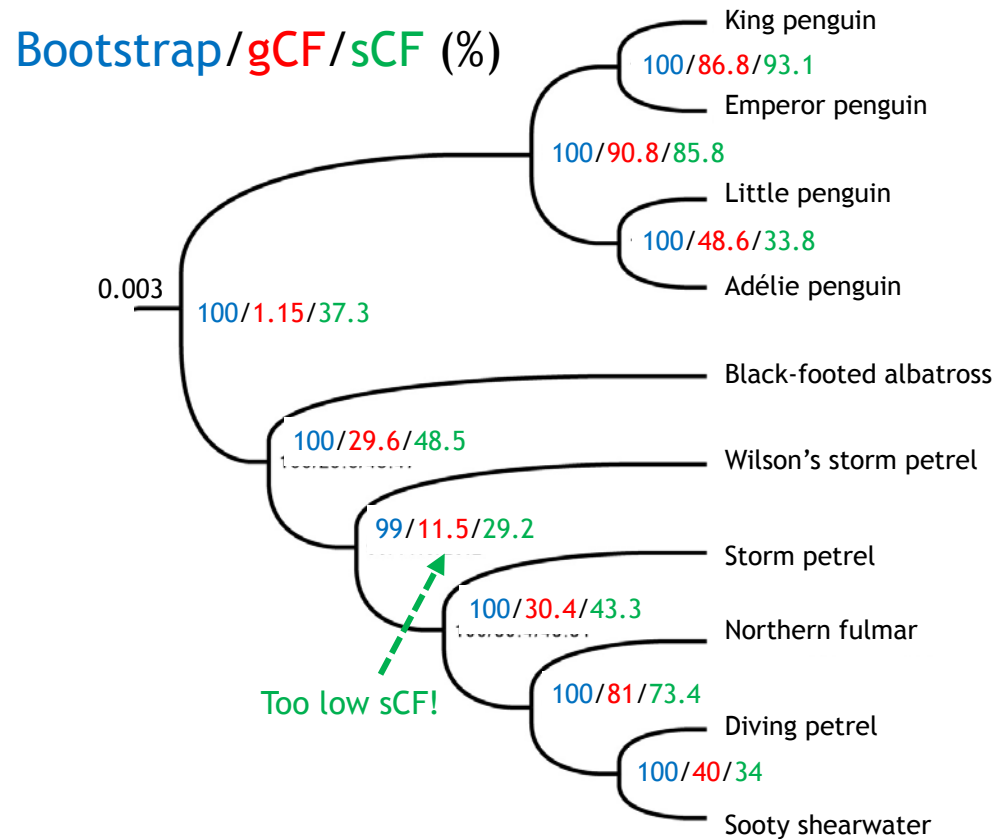 Bootstrap/gCF/sCF (%)
King penguin
100/86.8/93.1
Emperor penguin
100/90.8/85.8
Little penguin
100/48.6/33.8
Adélie penguin
0.003
100/1.15/37.3
Black-footed albatross
100/29.6/48.5
Wilson’s storm petrel
99/11.5/29.2
Storm petrel
100/30.4/43.3
Northern fulmar
Too low sCF!
100/81/73.4
Diving petrel
100/40/34
Sooty shearwater